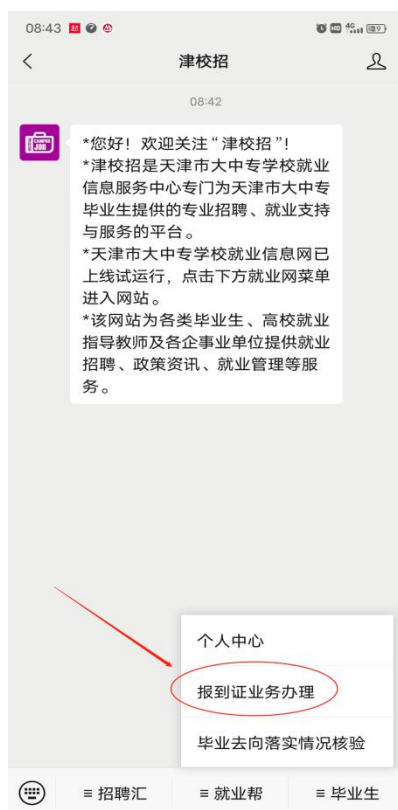 08:43
4G
津校招
08:42
*您好！欢迎关注“津校招”！
*津校招是天津市大中专学校就业
信息服务中心专门为天津市大中专
毕业生提供的专业招聘、就业支持
与服务的平台。
*天津市大中专学校就业信息网已
上线试运行，点击下方就业网菜单
进入网站。
*该网站为各类毕业生、高校就业
指导教师及各企事业单位提供就业
招聘、政策资讯、就业管理等服
务。
个人中心
报到证业务办理
毕业去向落实情况核验
≡ 招聘汇
≡ 就业帮
≡ 毕业生